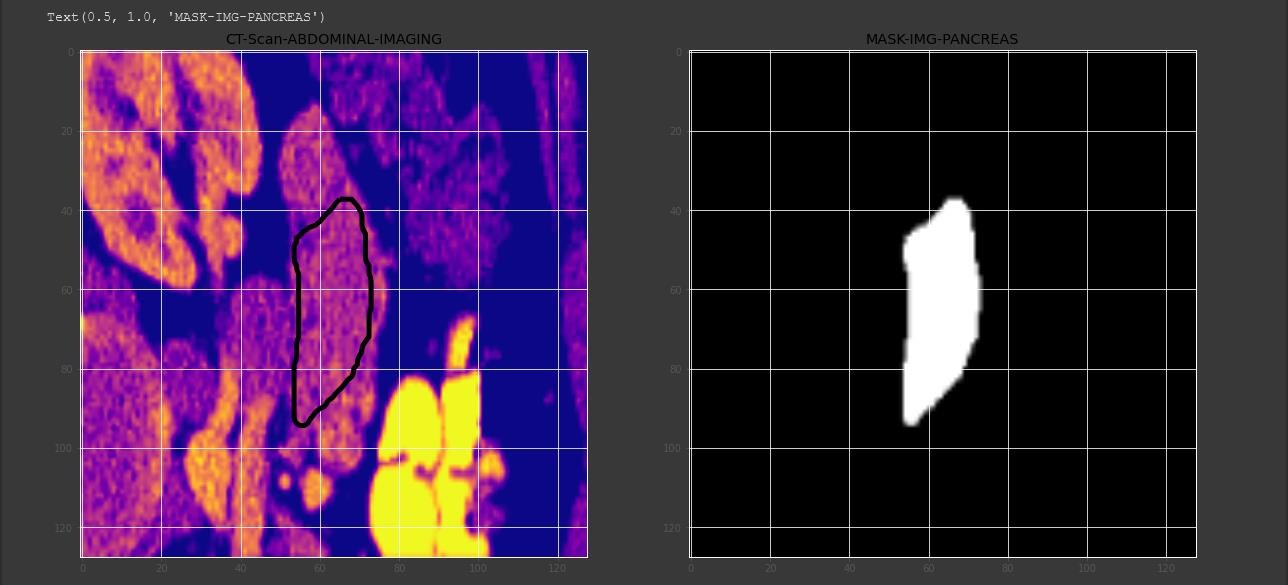 Text(0.5, 1.0, 'MASK-IMG-PANCREAS')
CT-Scan-ABDOMINAL-IMAGING
MASK-IMG-PANCREAS
0
20
40
60
80
100
120
0 20 40 60 80 100 120
0
20
40
60
80
100
120
0 20 40 60 80 100 120